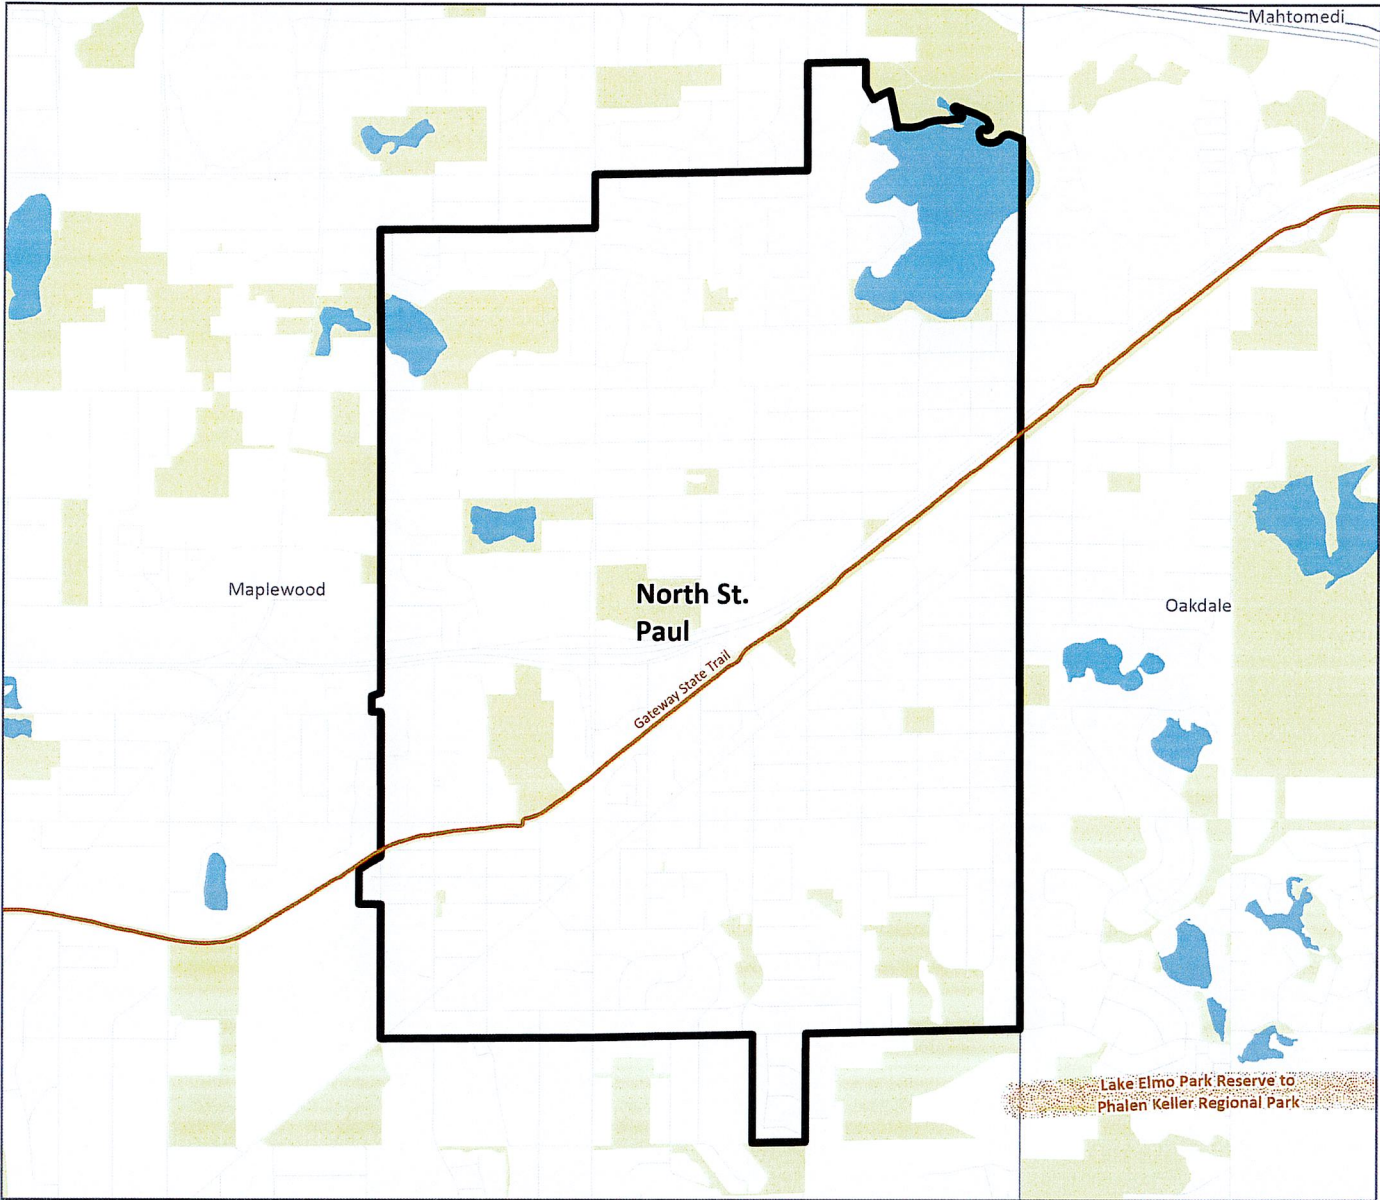 Mahtomedi
Maplewood
North St.
Paul
Oakdale
Gateway State Trail
Lake Elmo Park Reserve to
Phalen Keller Regional Park